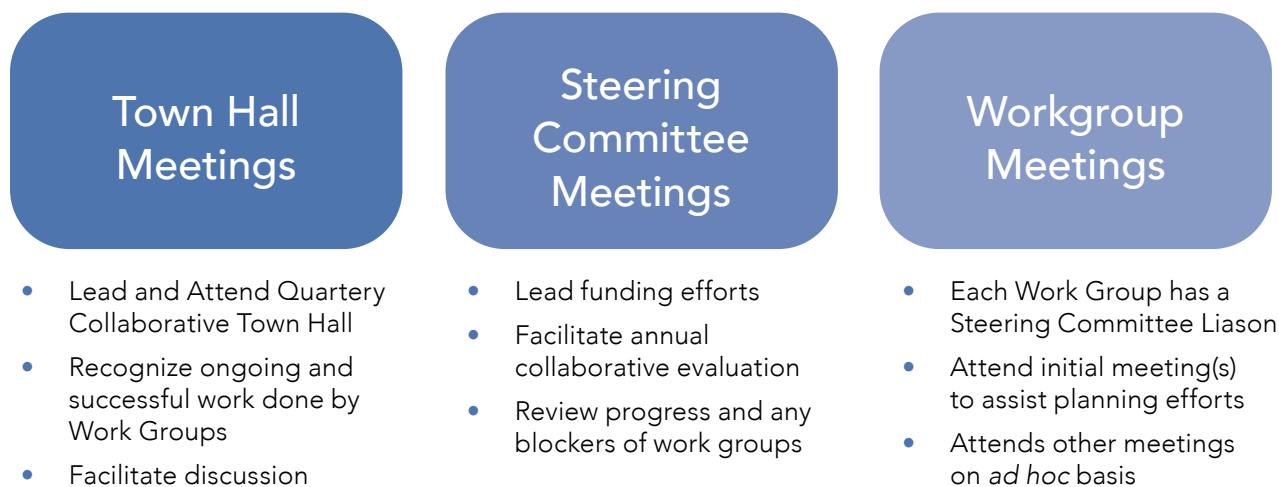 Town Hall
Meetings
• Lead and Attend Quartery
Collaborative Town Hall
• Recognize ongoing and
successful work done by
Work Groups
• Facilitate discussion
Steering
Committee
Meetings
• Lead funding efforts
• Facilitate annual
collaborative evaluation
• Review progress and any
blockers of work groups
Workgroup
Meetings
• Each Work Group has a
Steering Committee Liason
• Attend initial meeting(s)
to assist planning efforts
• Attends other meetings
on ad hoc basis